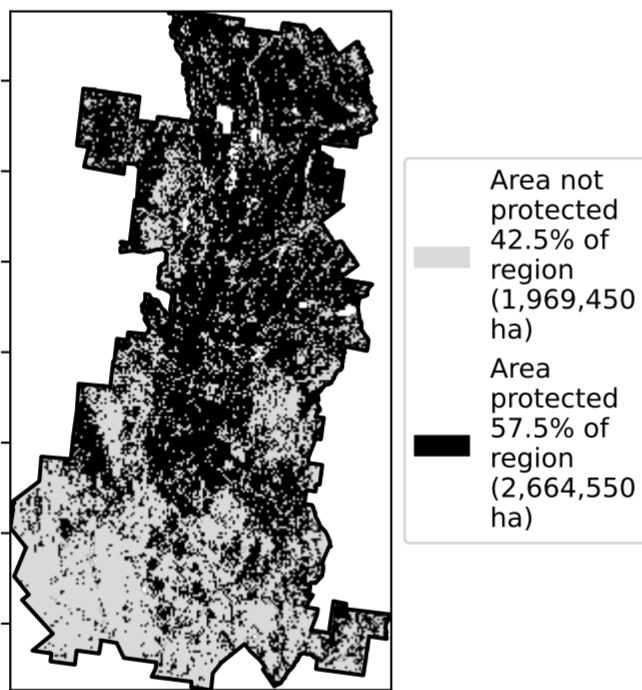 Area not
protected
42.5% of
region
(1,969,450
ha)
Area
protected
57.5% of
region
(2,664,550
ha)